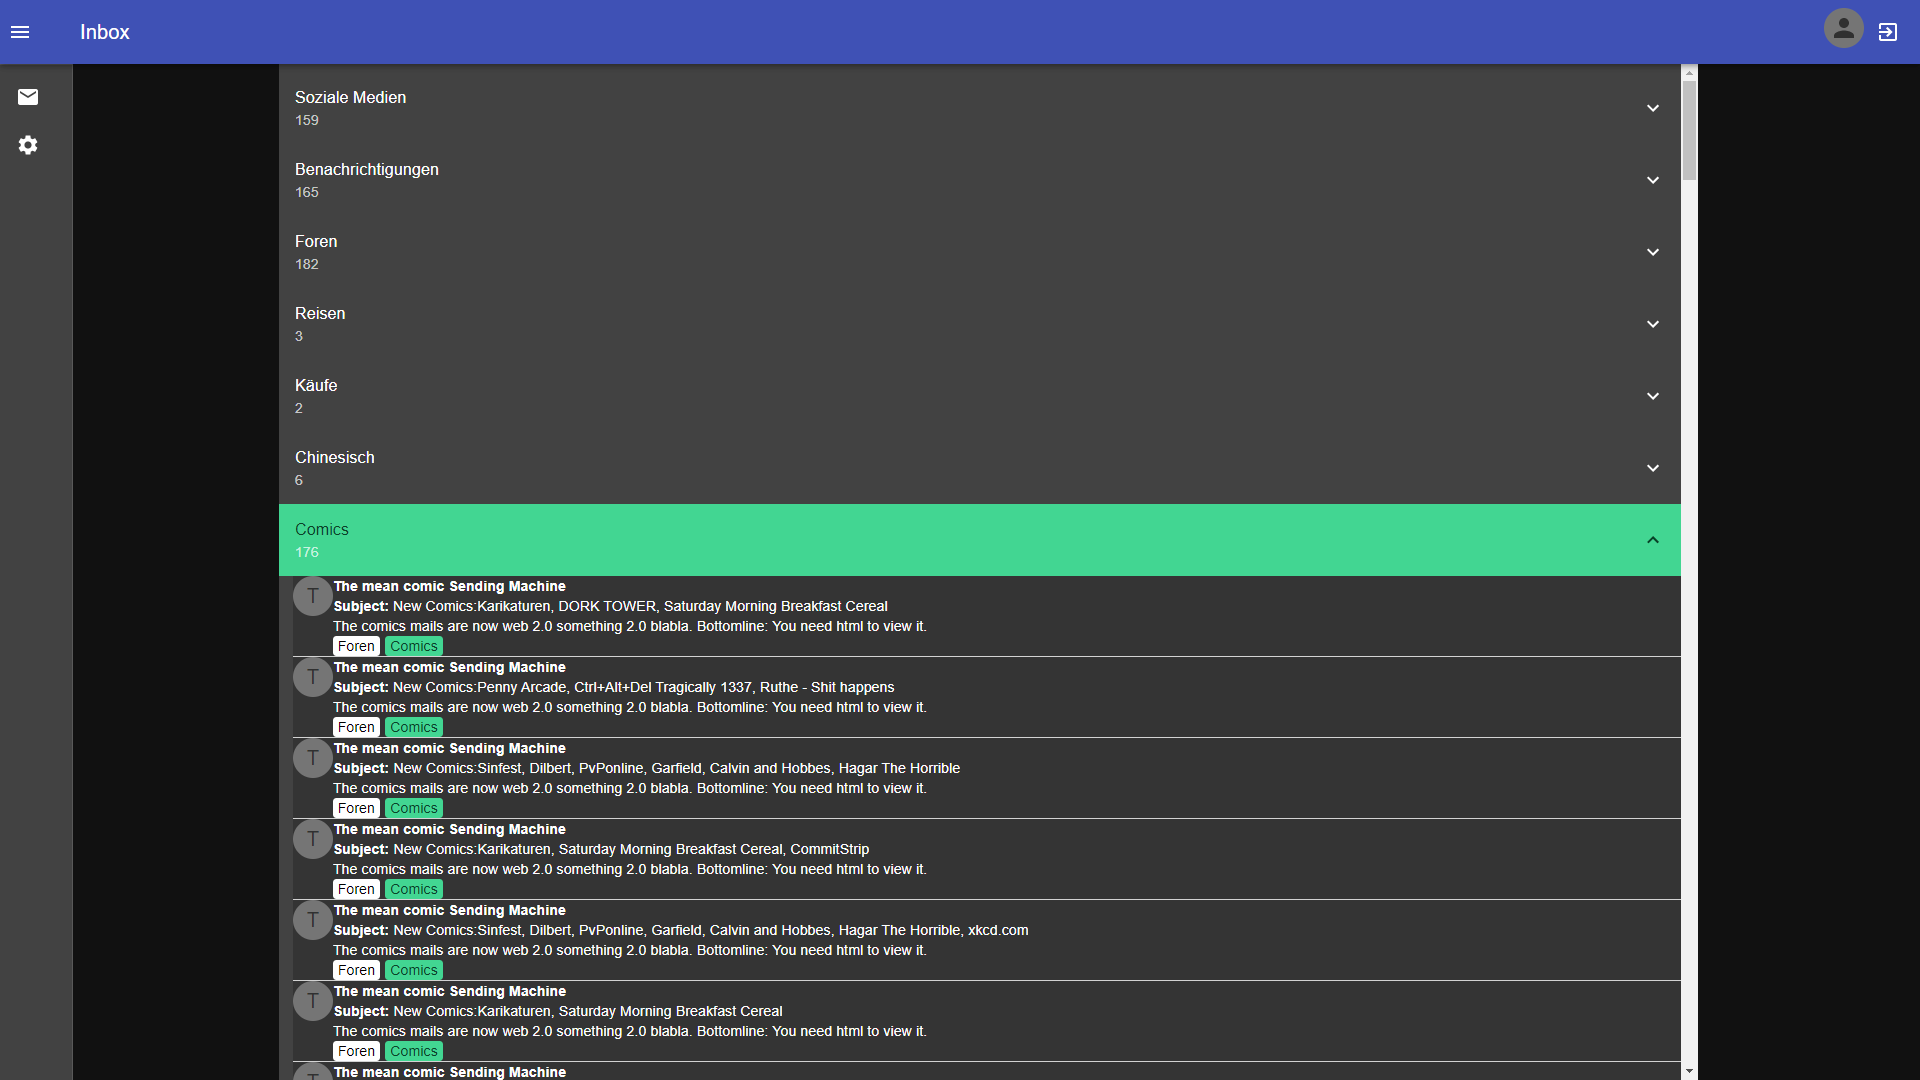 Inbox
Soziale Medien
159
Benachrichtigungen
165
Foren
182
Reisen
3
Käufe
2
Chinesisch
6
Comics
176
T
The mean comic Sending Machine
Subject: New Comics:Karikaturen, DORK TOWER, Saturday Morning Breakfast Cereal
The comics mails are now web 2.0 something 2.0 blabla. Bottomline: You need html to view it.
Foren Comics
T
The mean comic Sending Machine
Subject: New Comics:Penny Arcade, Ctrl+Alt+Del Tragically 1337, Ruthe - Shit happens
The comics mails are now web 2.0 something 2.0 blabla. Bottomline: You need html to view it.
Foren Comics
T
The mean comic Sending Machine
Subject: New Comics:Sinfest, Dilbert, PvPonline, Garfield, Calvin and Hobbes, Hagar The Horrible
The comics mails are now web 2.0 something 2.0 blabla. Bottomline: You need html to view it.
Foren Comics
T
The mean comic Sending Machine
Subject: New Comics:Karikaturen, Saturday Morning Breakfast Cereal, CommitStrip
The comics mails are now web 2.0 something 2.0 blabla. Bottomline: You need html to view it.
Foren Comics
T
The mean comic Sending Machine
Subject: New Comics:Sinfest, Dilbert, PvPonline, Garfield, Calvin and Hobbes, Hagar The Horrible, xkcd.com
The comics mails are now web 2.0 something 2.0 blabla. Bottomline: You need html to view it.
Foren Comics
T
The mean comic Sending Machine
Subject: New Comics:Karikaturen, Saturday Morning Breakfast Cereal
The comics mails are now web 2.0 something 2.0 blabla. Bottomline: You need html to view it.
Foren Comics
T
The mean comic Sending Machine